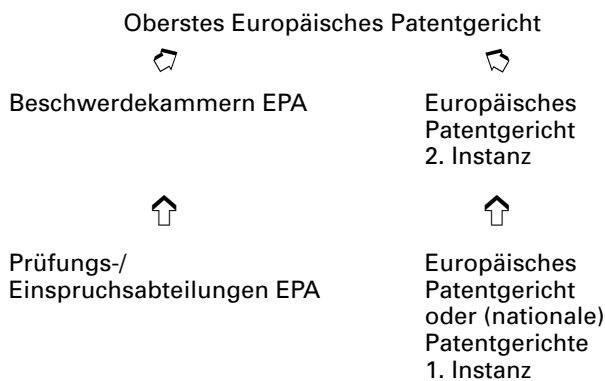 Oberstes Europäisches Patentgericht
Beschwerdekammern EPA
Europäisches
Patentgericht
2. Instanz
Prüfungs-/
Einspruchsabteilungen EPA
Europäisches
Patentgericht
oder (nationale)
Patentgerichte
1. Instanz